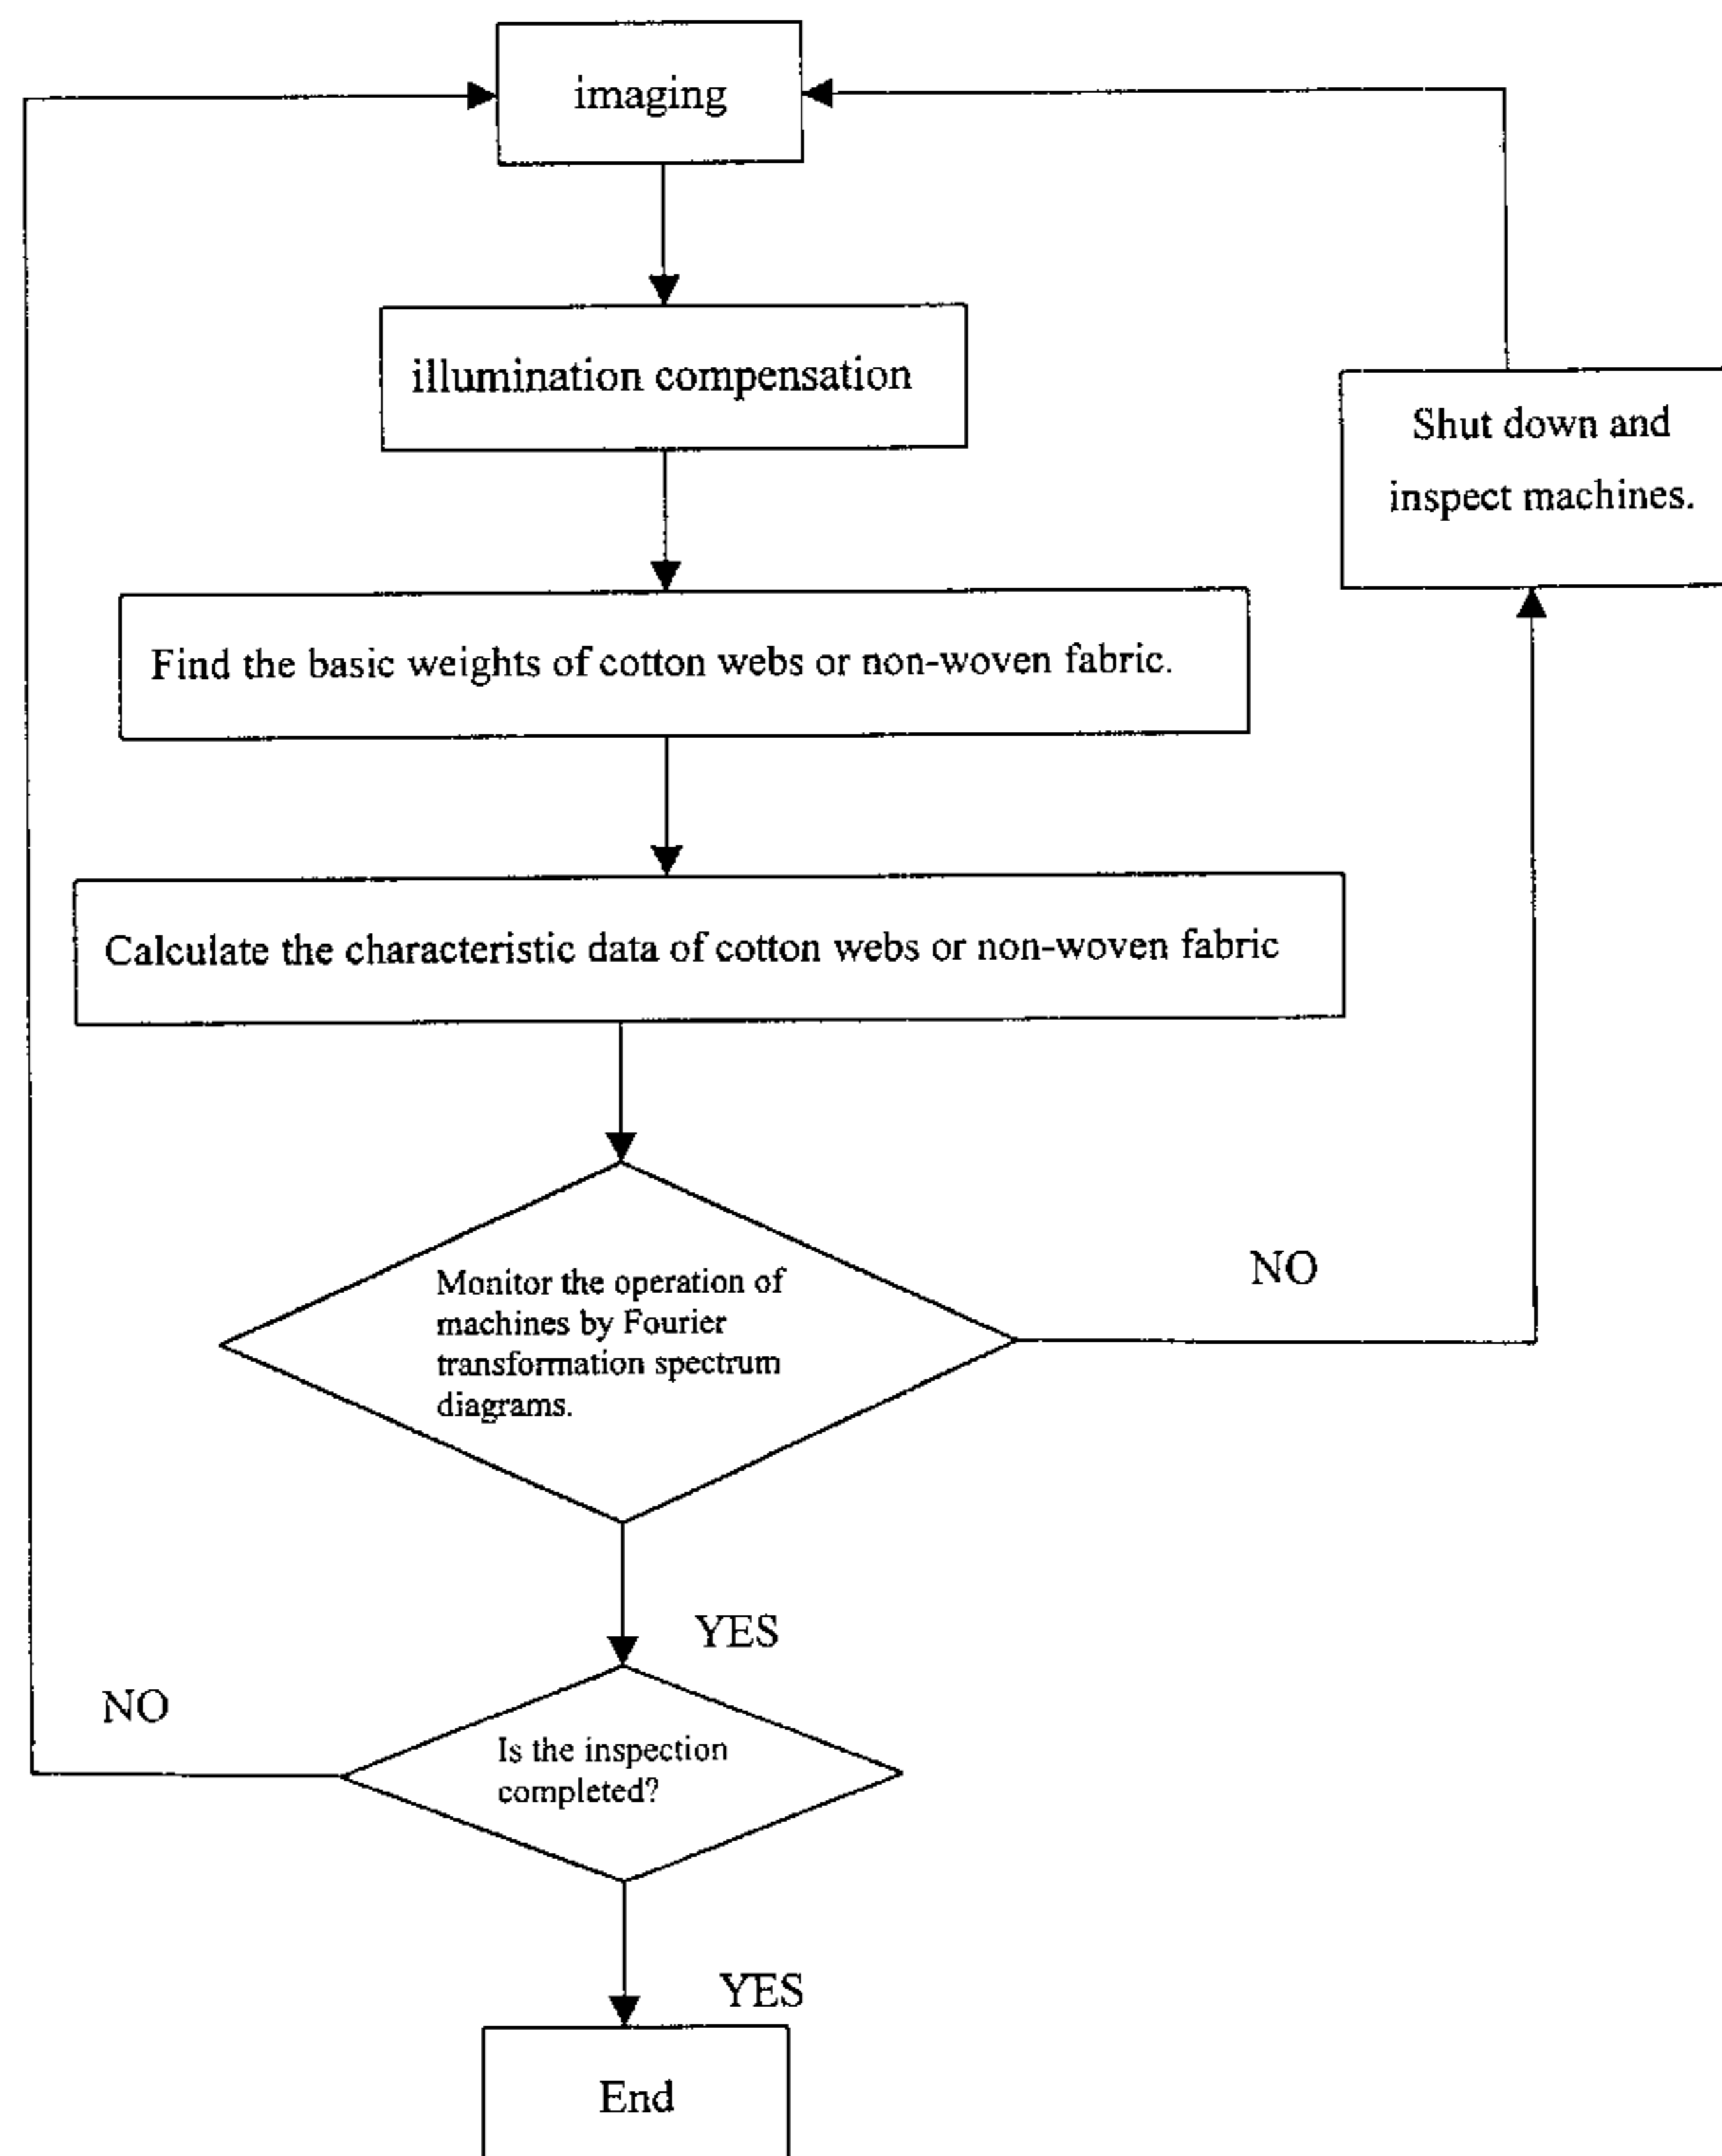 imaging
illumination compensation
Shut down and
inspect machines.
Find the basic weights of cotton webs or non-woven fabric.
Calculate the characteristic data of cotton webs or non-woven fabric
Monitor the operation of
machines by Fourier
transformation spectrum
diagrams.
NO
YES
NO
Is the inspection
completed?
YES
End